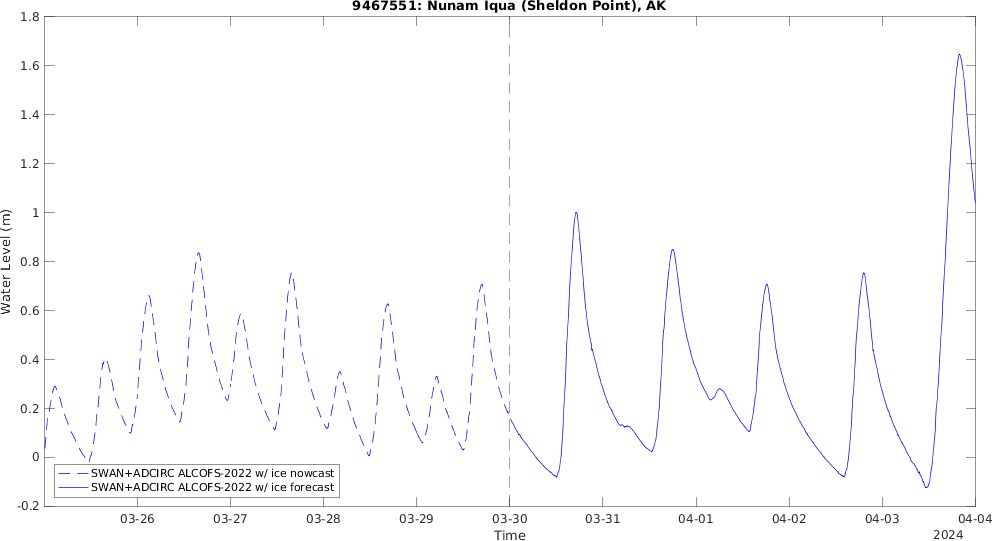 9467551: Nunam Iqua (Sheldon Point), AK
1.8
1.6
1.4
1.2
1
0.8
0.6
0.4
0.2
0
-0.2
Water Level (m)
SWAN+ADCIRC ALCOFS-2022 w/ ice nowcast
SWAN+ADCIRC ALCOFS-2022 w/ ice forecast
03-26 03-27 03-28 03-29 03-30 03-31 04-01 04-02 04-03 04-04
Time
2024